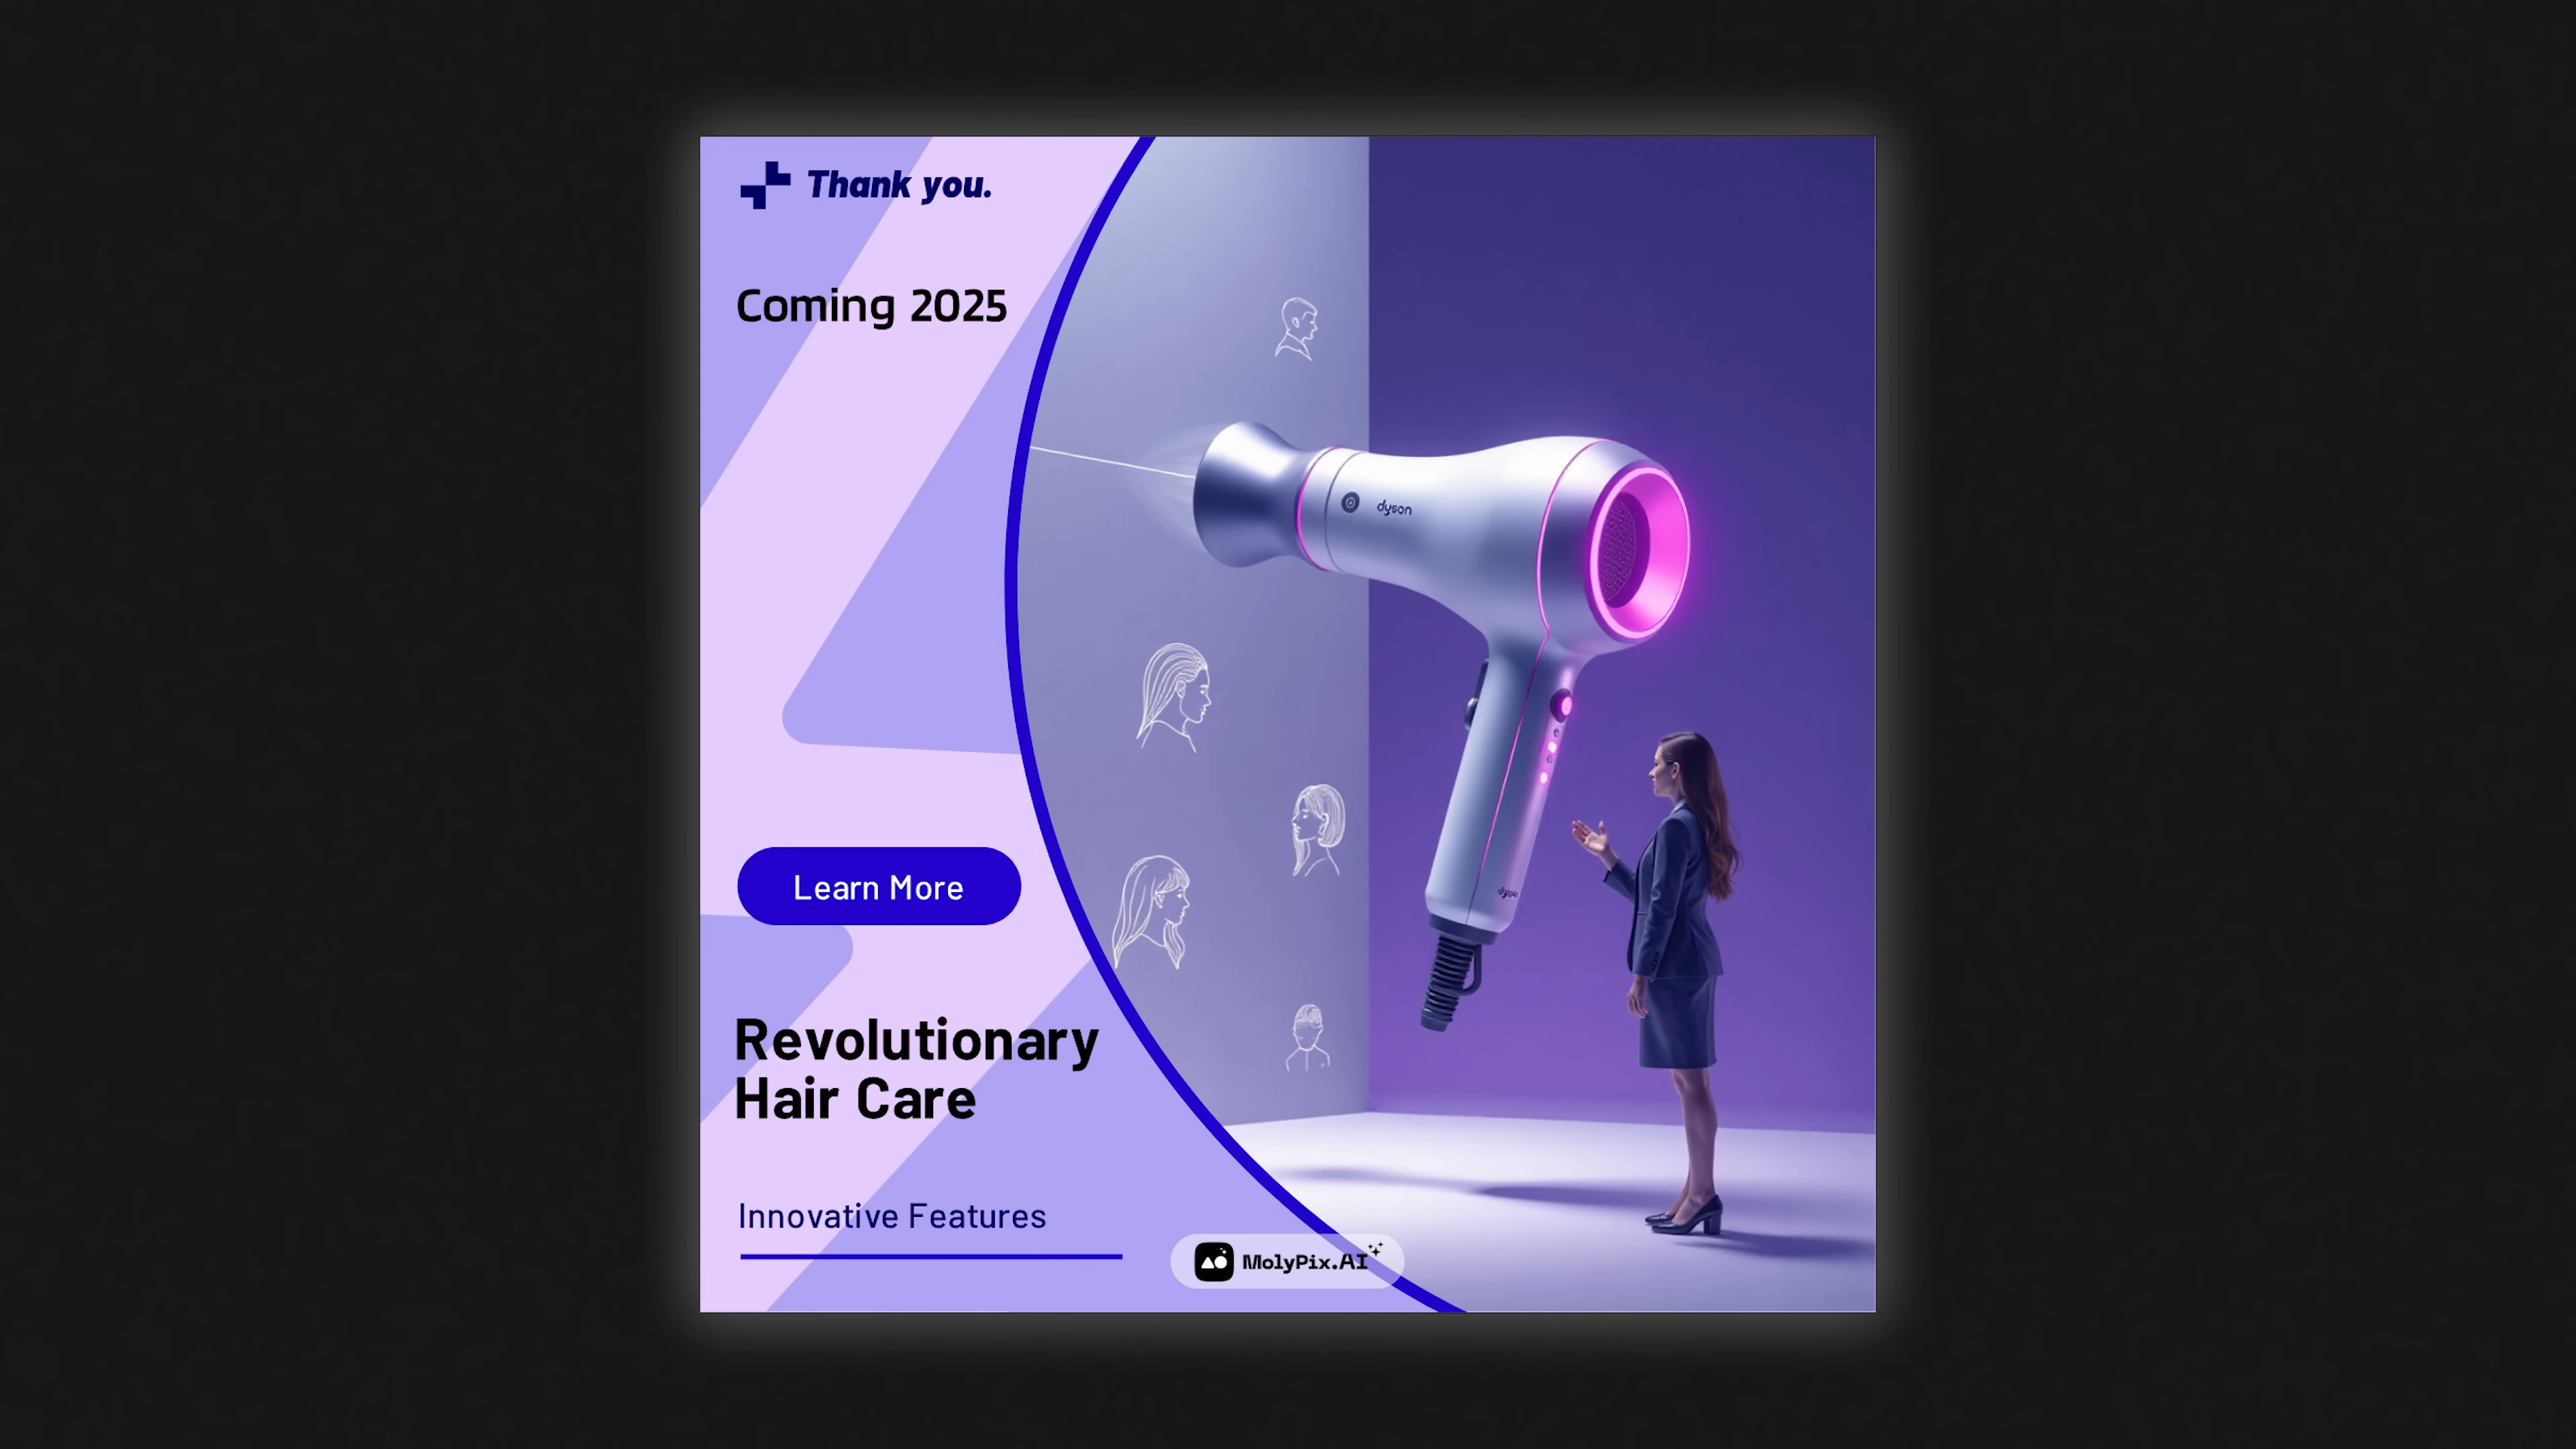 Thank you.
Coming 2025
dyson
Learn More
Revolutionary
Hair Care
Innovative Features
MolyPix.AI